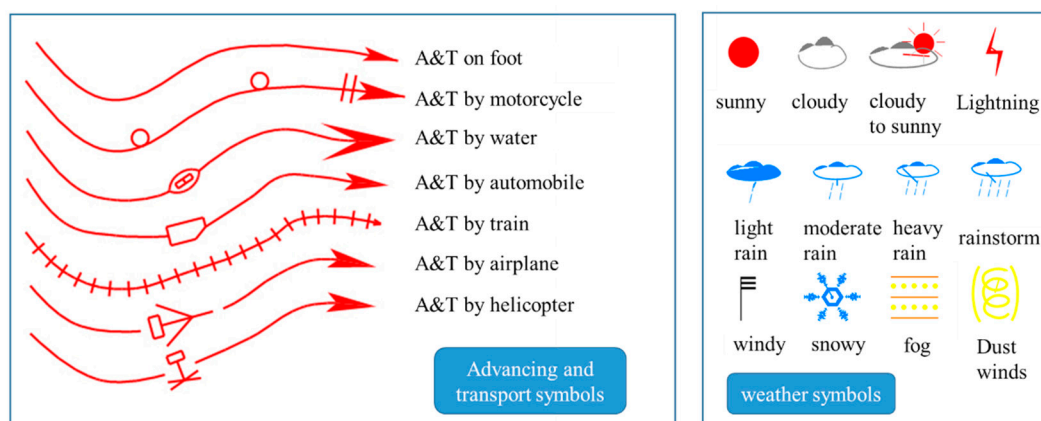 A&T on foot
A&T by motorcycle
A&T by water
A&T by automobile
A&T by train
A&T by airplane
A&T by helicopter
Advancing and
transport symbols
sunny
cloudy
cloudy
to sunny
Lightning
light
rain
moderate
rain
heavy
rain
rainstorm
windy
snowy
fog
Dust
winds
weather symbols